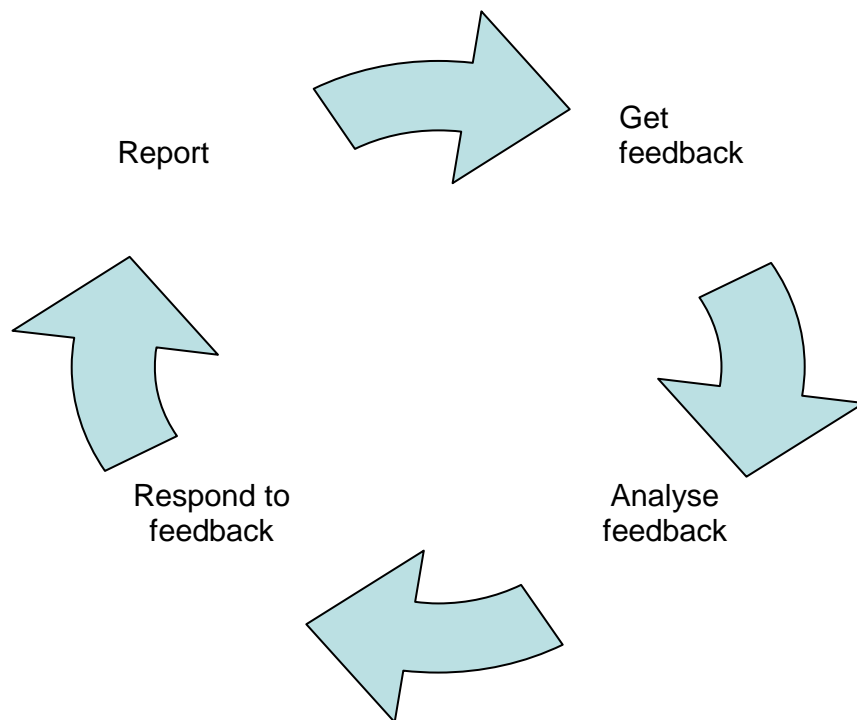 Report
Get
feedback
Analyse
feedback
Respond to
feedback